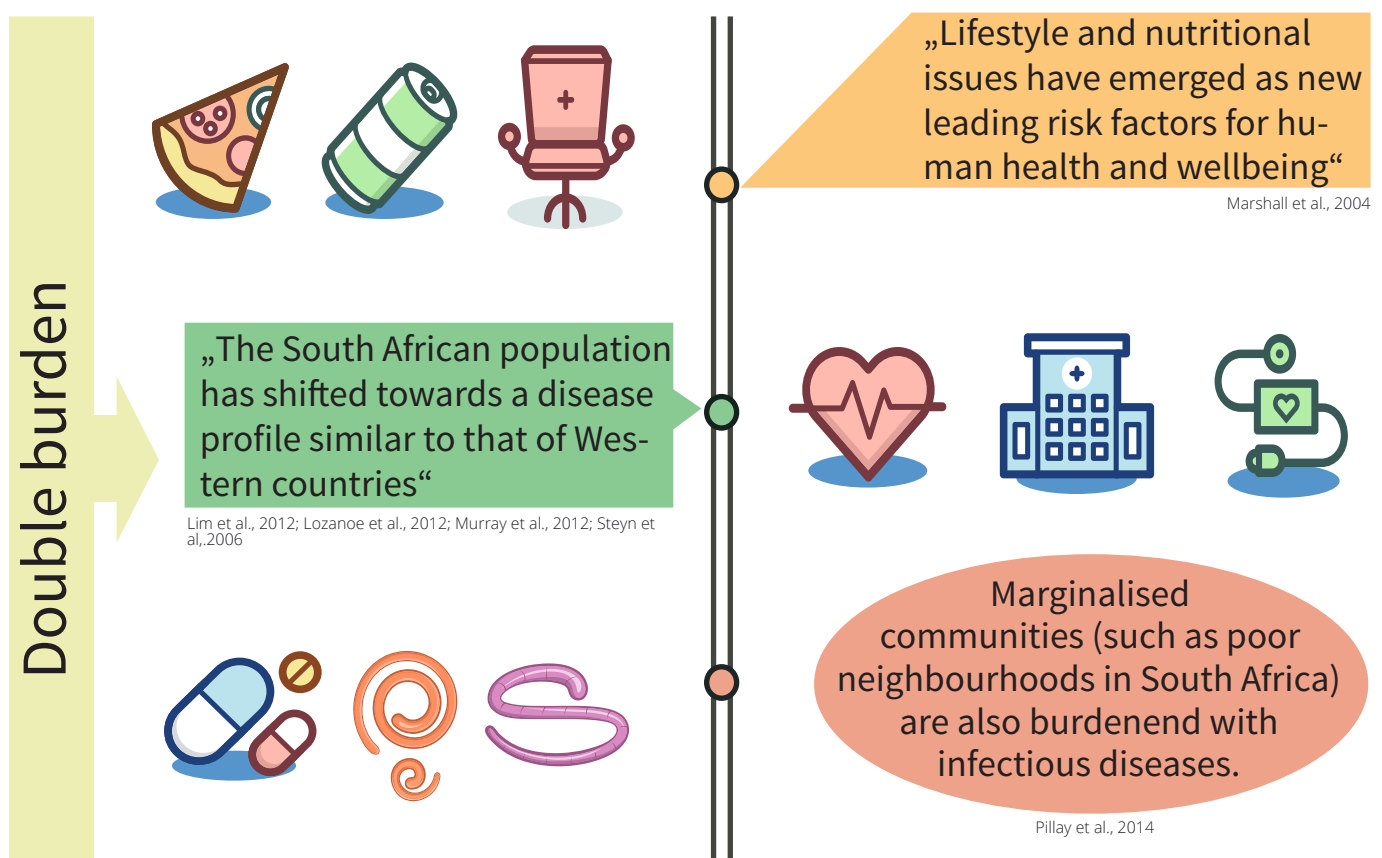 Double burden
„Lifestyle and nutritional
issues have emerged as new
leading risk factors for hu-
man health and wellbeing“
Marshall et al., 2004
„The South African population
has shifted towards a disease
profile similar to that of Wes-
tern countries“
Lim et al., 2012; Lozanoe et al., 2012; Murray et al., 2012; Steyn et
al,.2006
Marginalised
communities (such as poor
neighbourhoods in South Africa)
are also burdenend with
infectious diseases.
Pillay et al., 2014